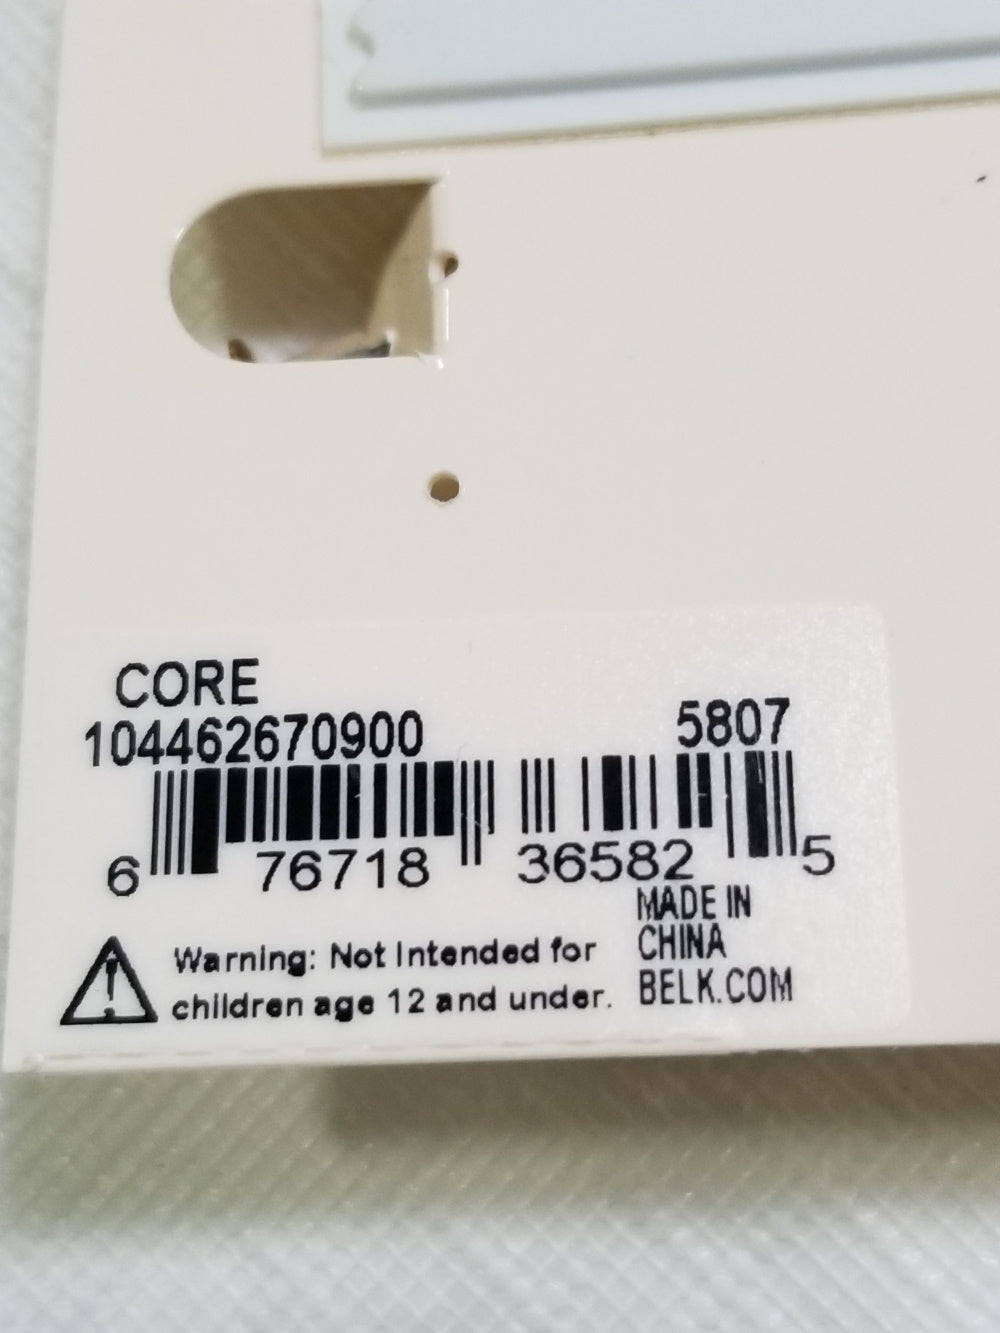 CORE
104462670900 5807
6 76718 36582 5
MADE IN
CHINA
BELK.COM
Warning: Not Intended for
children age 12 and under.